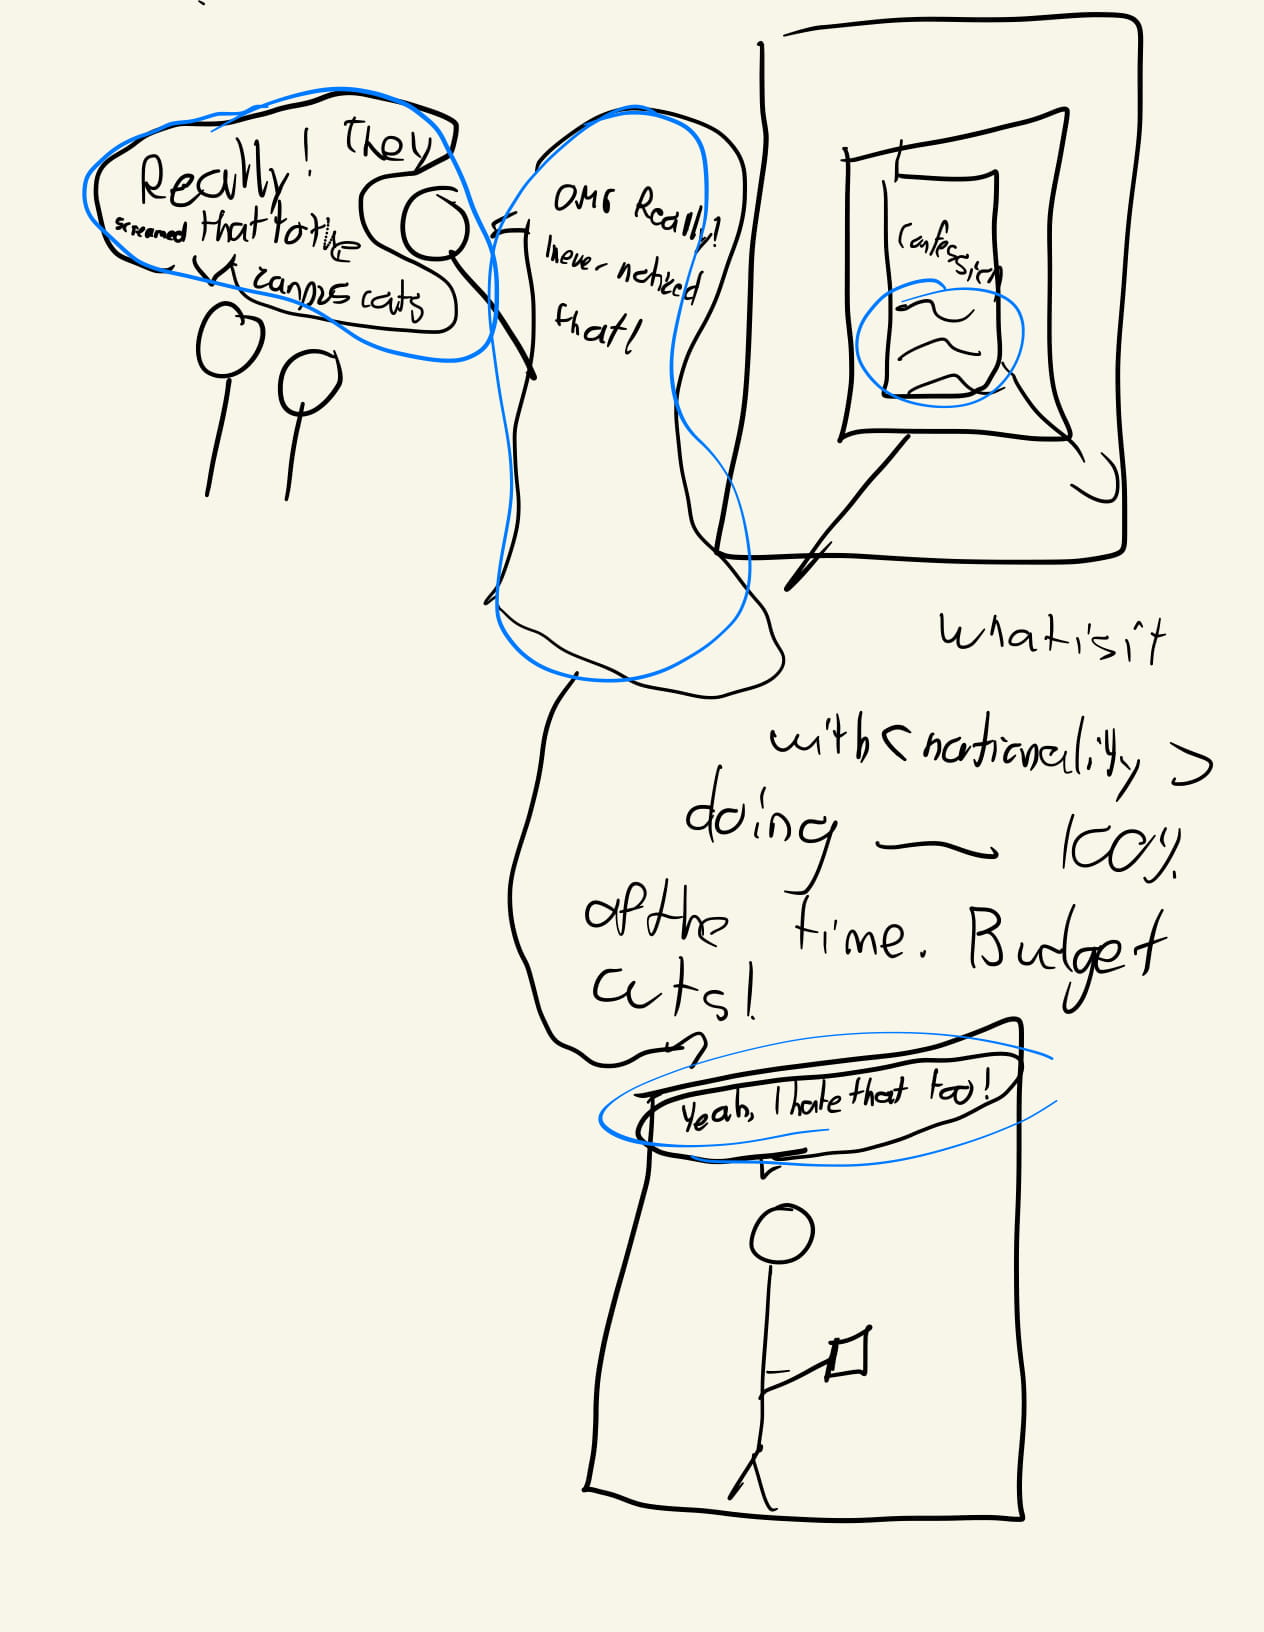 Really! They
screamed that to the
campus cats
OMG Really!
I never noticed
that!
Confession
What is it
with <nationality>
doing — 100%
of the time. Budget
cuts!
Yeah, I hate that too!